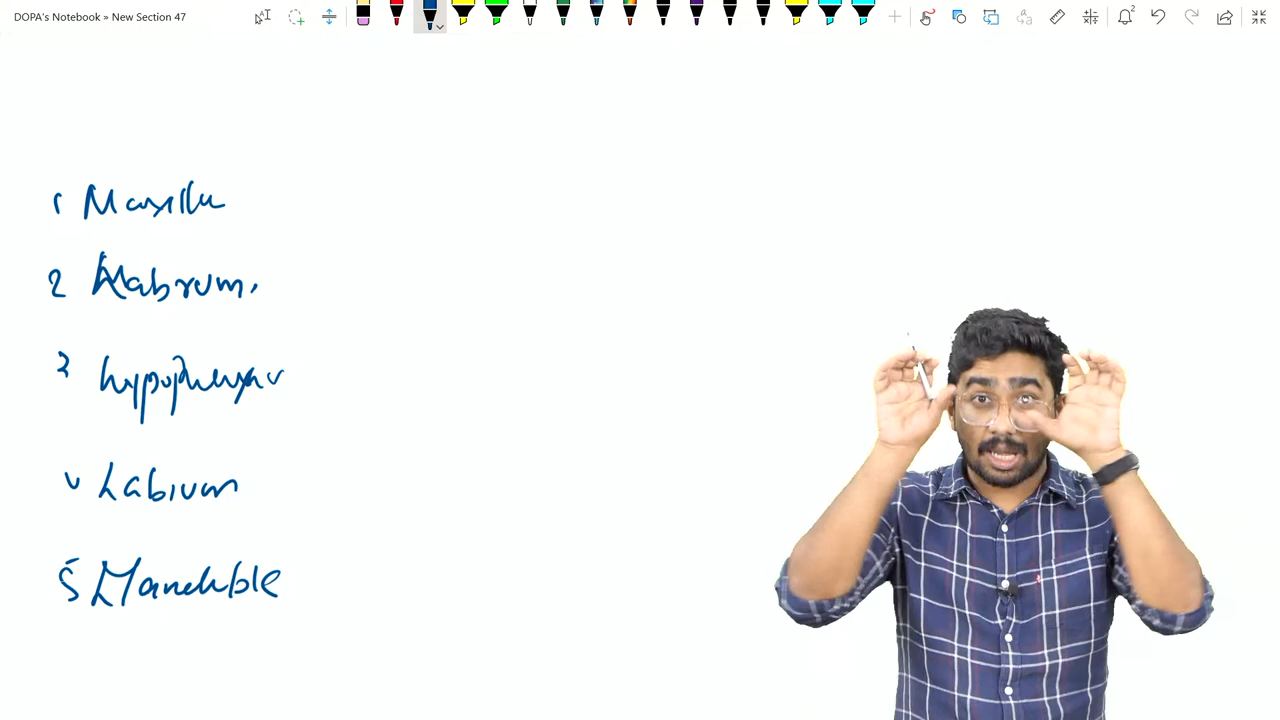 DOPA's Notebook » New Section 47
1 Maxilla
2 Labrum.
3 hypopharynx
4 Labium
5 Mandible